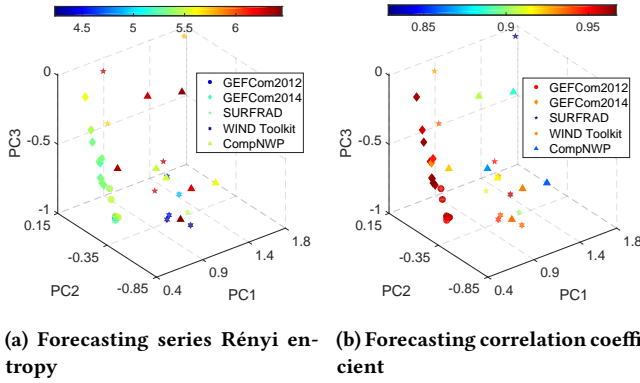 4.5 5 5.5 6
0.85 0.9 0.95
0
-0.5
-1
PC3
0.15
-0.35
-0.85
PC2
0.4
0.9
1.4
1.8
PC1
GEFCom2012
GEFCom2014
SURFRAD
WIND Toolkit
CompNWP
0
-0.5
-1
PC3
0.15
-0.35
-0.85
PC2
0.4
0.9
1.4
1.8
PC1
GEFCom2012
GEFCom2014
SURFRAD
WIND Toolkit
CompNWP
(a) Forecasting series Rényi en-
tropy
(b) Forecasting correlation coeffi-
cient